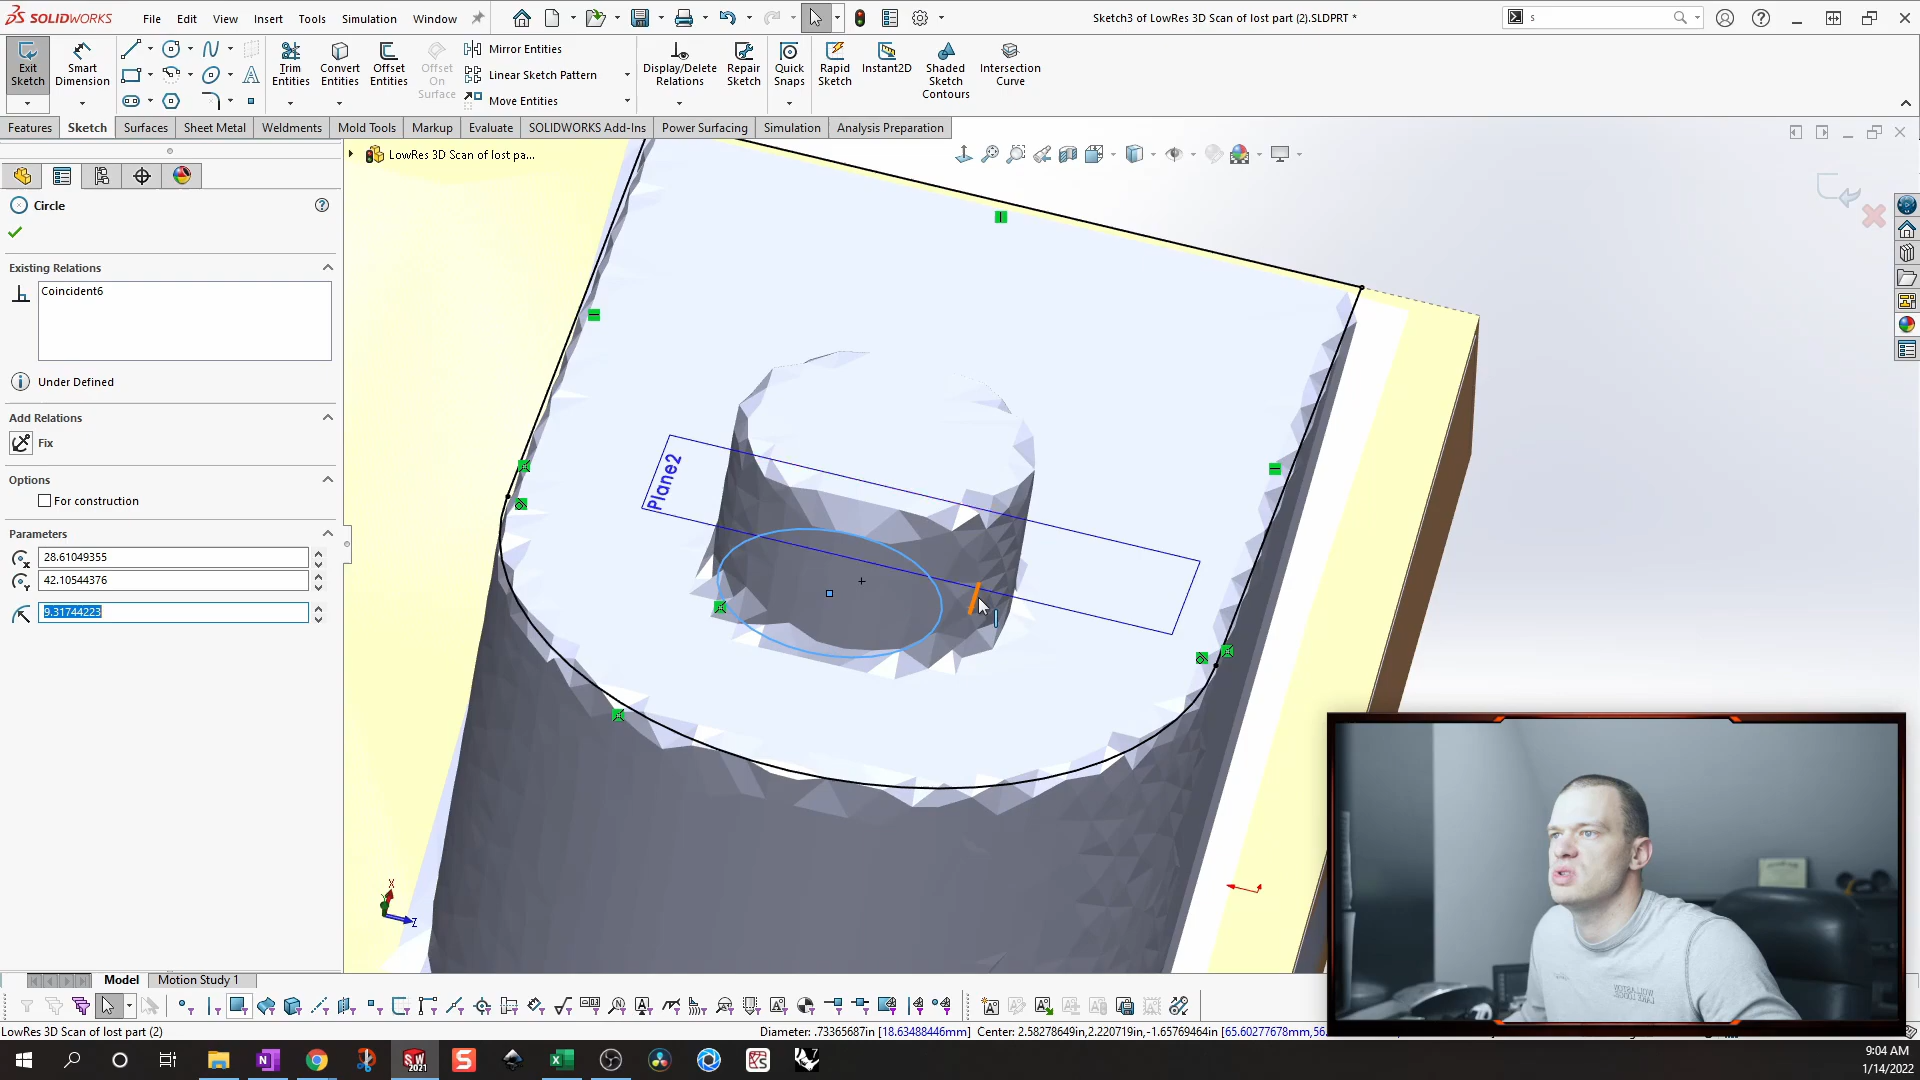 SOLIDWORKS
File Edit View Insert Tools Simulation Window
Sketch3 of LowRes 3D Scan of lost part (2).SLDPRT *
s
Exit Sketch
Smart Dimension
Trim Entities
Convert Entities
Offset Entities
Offset On Surface
Mirror Entities
Linear Sketch Pattern
Move Entities
Display/Delete Relations
Repair Sketch
Quick Snaps
Rapid Sketch
Instant2D
Shaded Sketch Contours
Intersection Curve
Features Sketch Surfaces Sheet Metal Weldments Mold Tools Markup Evaluate SOLIDWORKS Add-Ins Power Surfacing Simulation Analysis Preparation
LowRes 3D Scan of lost pa...
Circle
Existing Relations
Coincident6
Under Defined
Add Relations
Fix
Options
For construction
Parameters
28.61049355
42.10544376
9.31744223
Plane2
X
Z
Model Motion Study 1
LowRes 3D Scan of lost part (2)
Diameter: .73365687in [18.63488446mm] Center: 2.58278649in,2.220719in,-1.65769464in [65.60277678mm,56.
SW
2021
9:04 AM
1/14/2022